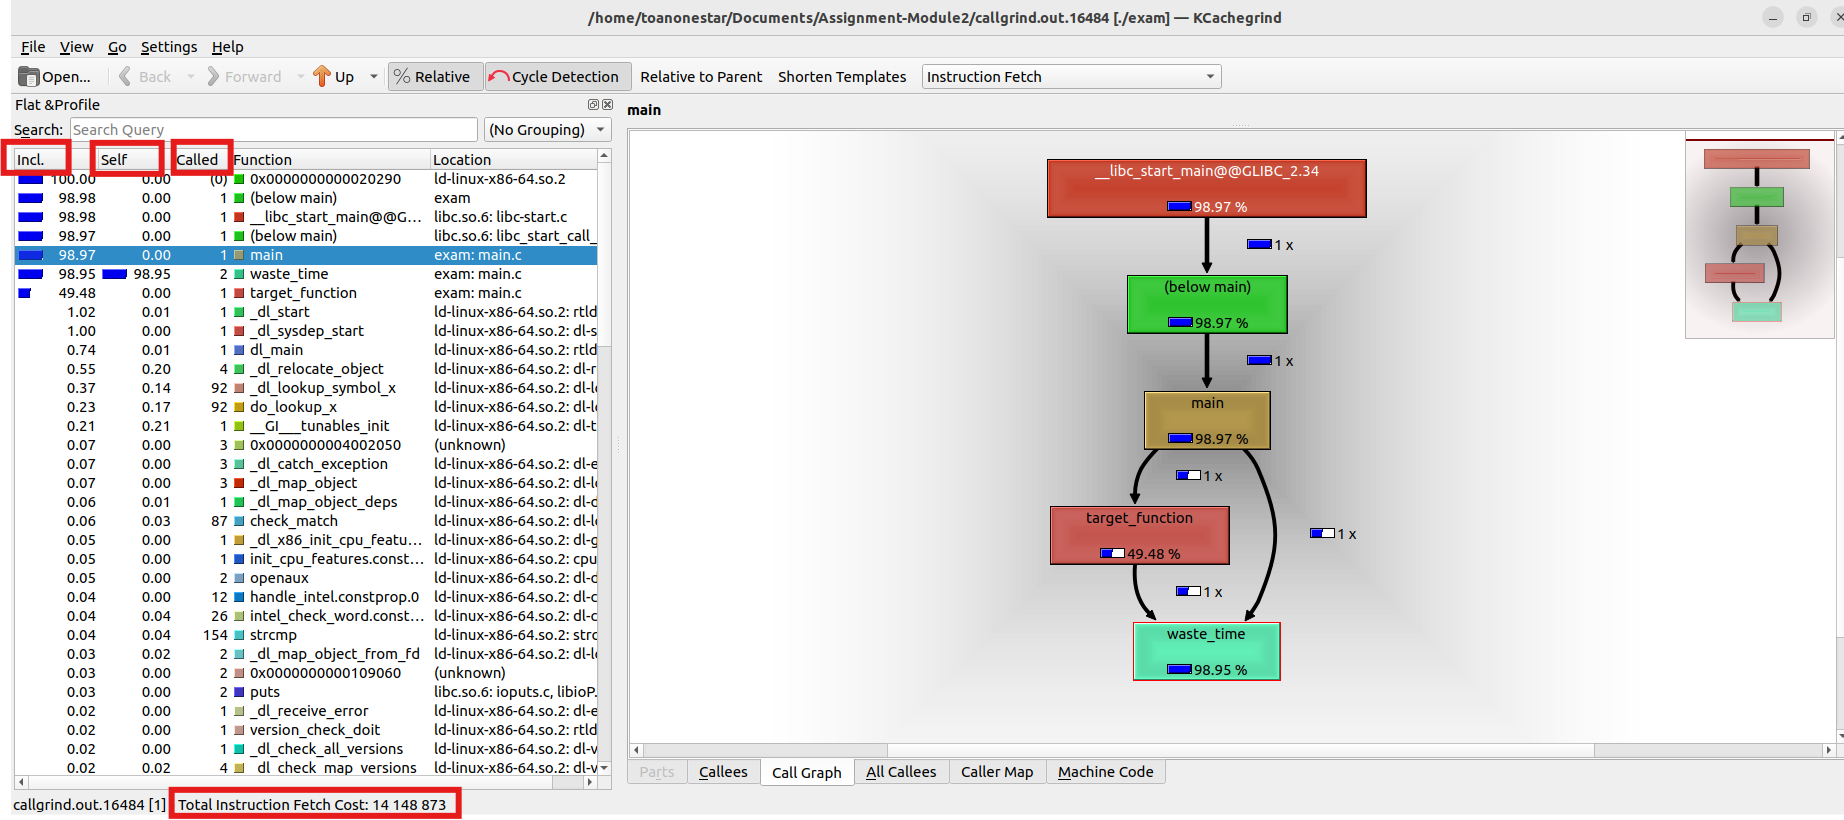 /home/toanonestar/Documents/Assignment-Module2/callgrind.out.16484 [./exam] — KCachegrind
File View Go Settings Help
Open... Back Forward Up % Relative Cycle Detection Relative to Parent Shorten Templates Instruction Fetch
Flat &Profile
Search: Search Query (No Grouping)
Incl. Self Called Function Location
100.00 0.00 (0) 0x0000000000020290 ld-linux-x86-64.so.2
98.98 0.00 1 (below main) exam
98.98 0.00 1 __libc_start_main@@G... libc.so.6: libc-start.c
98.97 0.00 1 (below main) libc.so.6: libc_start_call_
98.97 0.00 1 main exam: main.c
98.95 98.95 2 waste_time exam: main.c
49.48 0.00 1 target_function exam: main.c
1.02 0.01 1 _dl_start ld-linux-x86-64.so.2: rtld
1.00 0.00 1 _dl_sysdep_start ld-linux-x86-64.so.2: dl-s
0.74 0.01 1 dl_main ld-linux-x86-64.so.2: rtld
0.55 0.20 4 _dl_relocate_object ld-linux-x86-64.so.2: dl-r
0.37 0.14 92 _dl_lookup_symbol_x ld-linux-x86-64.so.2: dl-lo
0.23 0.17 92 do_lookup_x ld-linux-x86-64.so.2: dl-lo
0.21 0.21 1 __GI___tunables_init ld-linux-x86-64.so.2: dl-t
0.07 0.00 3 0x0000000004002050 (unknown)
0.07 0.00 3 _dl_catch_exception ld-linux-x86-64.so.2: dl-e
0.07 0.00 3 _dl_map_object ld-linux-x86-64.so.2: dl-lo
0.06 0.01 1 _dl_map_object_deps ld-linux-x86-64.so.2: dl-d
0.06 0.03 87 check_match ld-linux-x86-64.so.2: dl-lo
0.05 0.00 1 _dl_x86_init_cpu_featu... ld-linux-x86-64.so.2: dl-g
0.05 0.00 1 init_cpu_features.const... ld-linux-x86-64.so.2: cpu
0.05 0.00 2 openaux ld-linux-x86-64.so.2: dl-d
0.04 0.00 12 handle_intel.constprop.0 ld-linux-x86-64.so.2: dl-c
0.04 0.04 26 intel_check_word.const... ld-linux-x86-64.so.2: dl-c
0.04 0.04 154 strcmp ld-linux-x86-64.so.2: strc
0.03 0.02 2 _dl_map_object_from_fd ld-linux-x86-64.so.2: dl-lo
0.03 0.00 2 0x0000000000109060 (unknown)
0.03 0.00 2 puts libc.so.6: ioputs.c, libioP.
0.02 0.00 1 _dl_receive_error ld-linux-x86-64.so.2: dl-e
0.02 0.00 1 version_check_doit ld-linux-x86-64.so.2: rtld
0.02 0.00 1 _dl_check_all_versions ld-linux-x86-64.so.2: dl-v
0.02 0.02 4 _dl_check_map_versions ld-linux-x86-64.so.2: dl-v
callgrind.out.16484 [1] Total Instruction Fetch Cost: 14 148 873
main
__libc_start_main@@GLIBC_2.34
98.97 %
1 x
(below main)
98.97 %
1 x
main
98.97 %
1 x
target_function
1 x
49.48 %
1 x
waste_time
98.95 %
Parts Callees Call Graph All Callees Caller Map Machine Code